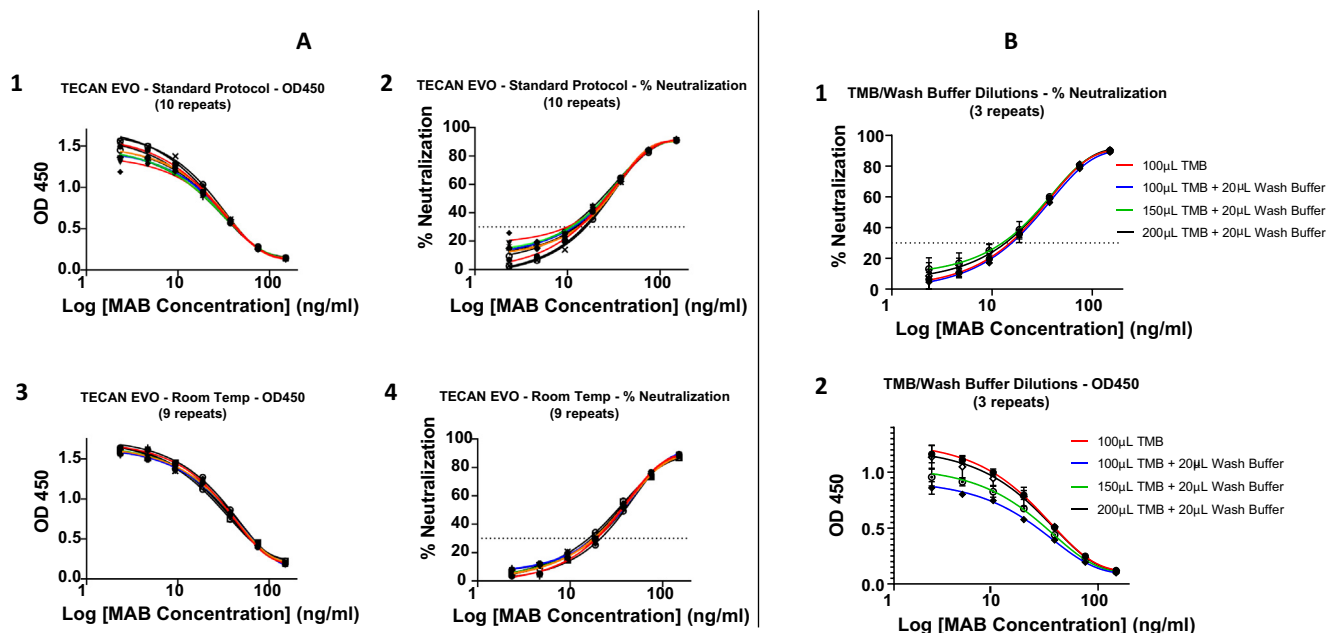 A
1
TECAN EVO - Standard Protocol - OD450
(10 repeats)
OD 450
1.5
1.0
0.5
0.0
1
10
100
Log [MAB Concentration] (ng/ml)
2
TECAN EVO - Standard Protocol - % Neutralization
(10 repeats)
% Neutralization
100
80
60
40
20
0
1
10
100
Log [MAB Concentration] (ng/ml)
3
TECAN EVO - Room Temp - OD450
(9 repeats)
OD 450
1.5
1.0
0.5
0.0
1
10
100
Log [MAB Concentration] (ng/ml)
4
TECAN EVO - Room Temp - % Neutralization
(9 repeats)
% Neutralization
100
80
60
40
20
0
1
10
100
Log [MAB Concentration] (ng/ml)
B
1
TMB/Wash Buffer Dilutions - % Neutralization
(3 repeats)
% Neutralization
100
80
60
40
20
0
1
10
100
Log [MAB Concentration] (ng/ml)
100µL TMB
100µL TMB + 20µL Wash Buffer
150µL TMB + 20µL Wash Buffer
200µL TMB + 20µL Wash Buffer
2
TMB/Wash Buffer Dilutions - OD450
(3 repeats)
OD 450
1.0
0.5
0.0
1
10
100
Log [MAB Concentration] (ng/ml)
100µL TMB
100µL TMB + 20µL Wash Buffer
150µL TMB + 20µL Wash Buffer
200µL TMB + 20µL Wash Buffer